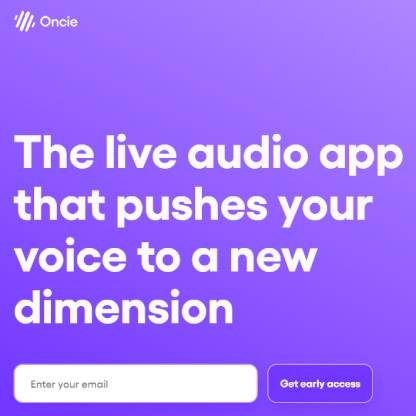 Oncie
The live audio app
that pushes your
voice to a new
dimension
Enter your email
Get early access